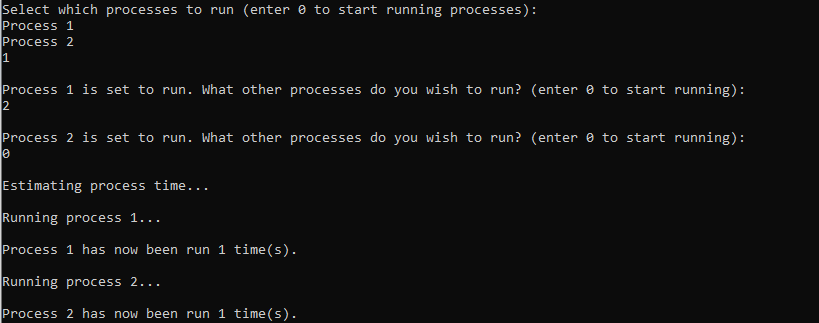 Select which processes to run (enter 0 to start running processes):
Process 1
Process 2
1
Process 1 is set to run. What other processes do you wish to run? (enter 0 to start running):
2
Process 2 is set to run. What other processes do you wish to run? (enter 0 to start running):
0
Estimating process time...
Running process 1...
Process 1 has now been run 1 time(s).
Running process 2...
Process 2 has now been run 1 time(s).